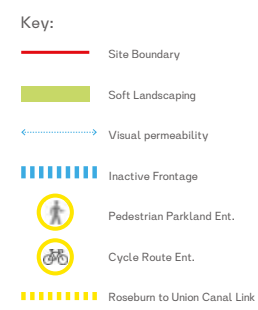 Key:
Site Boundary
Soft Landscaping
Visual permeability
Inactive Frontage
Pedestrian Parkland Ent.
Cycle Route Ent.
Roseburn to Union Canal Link